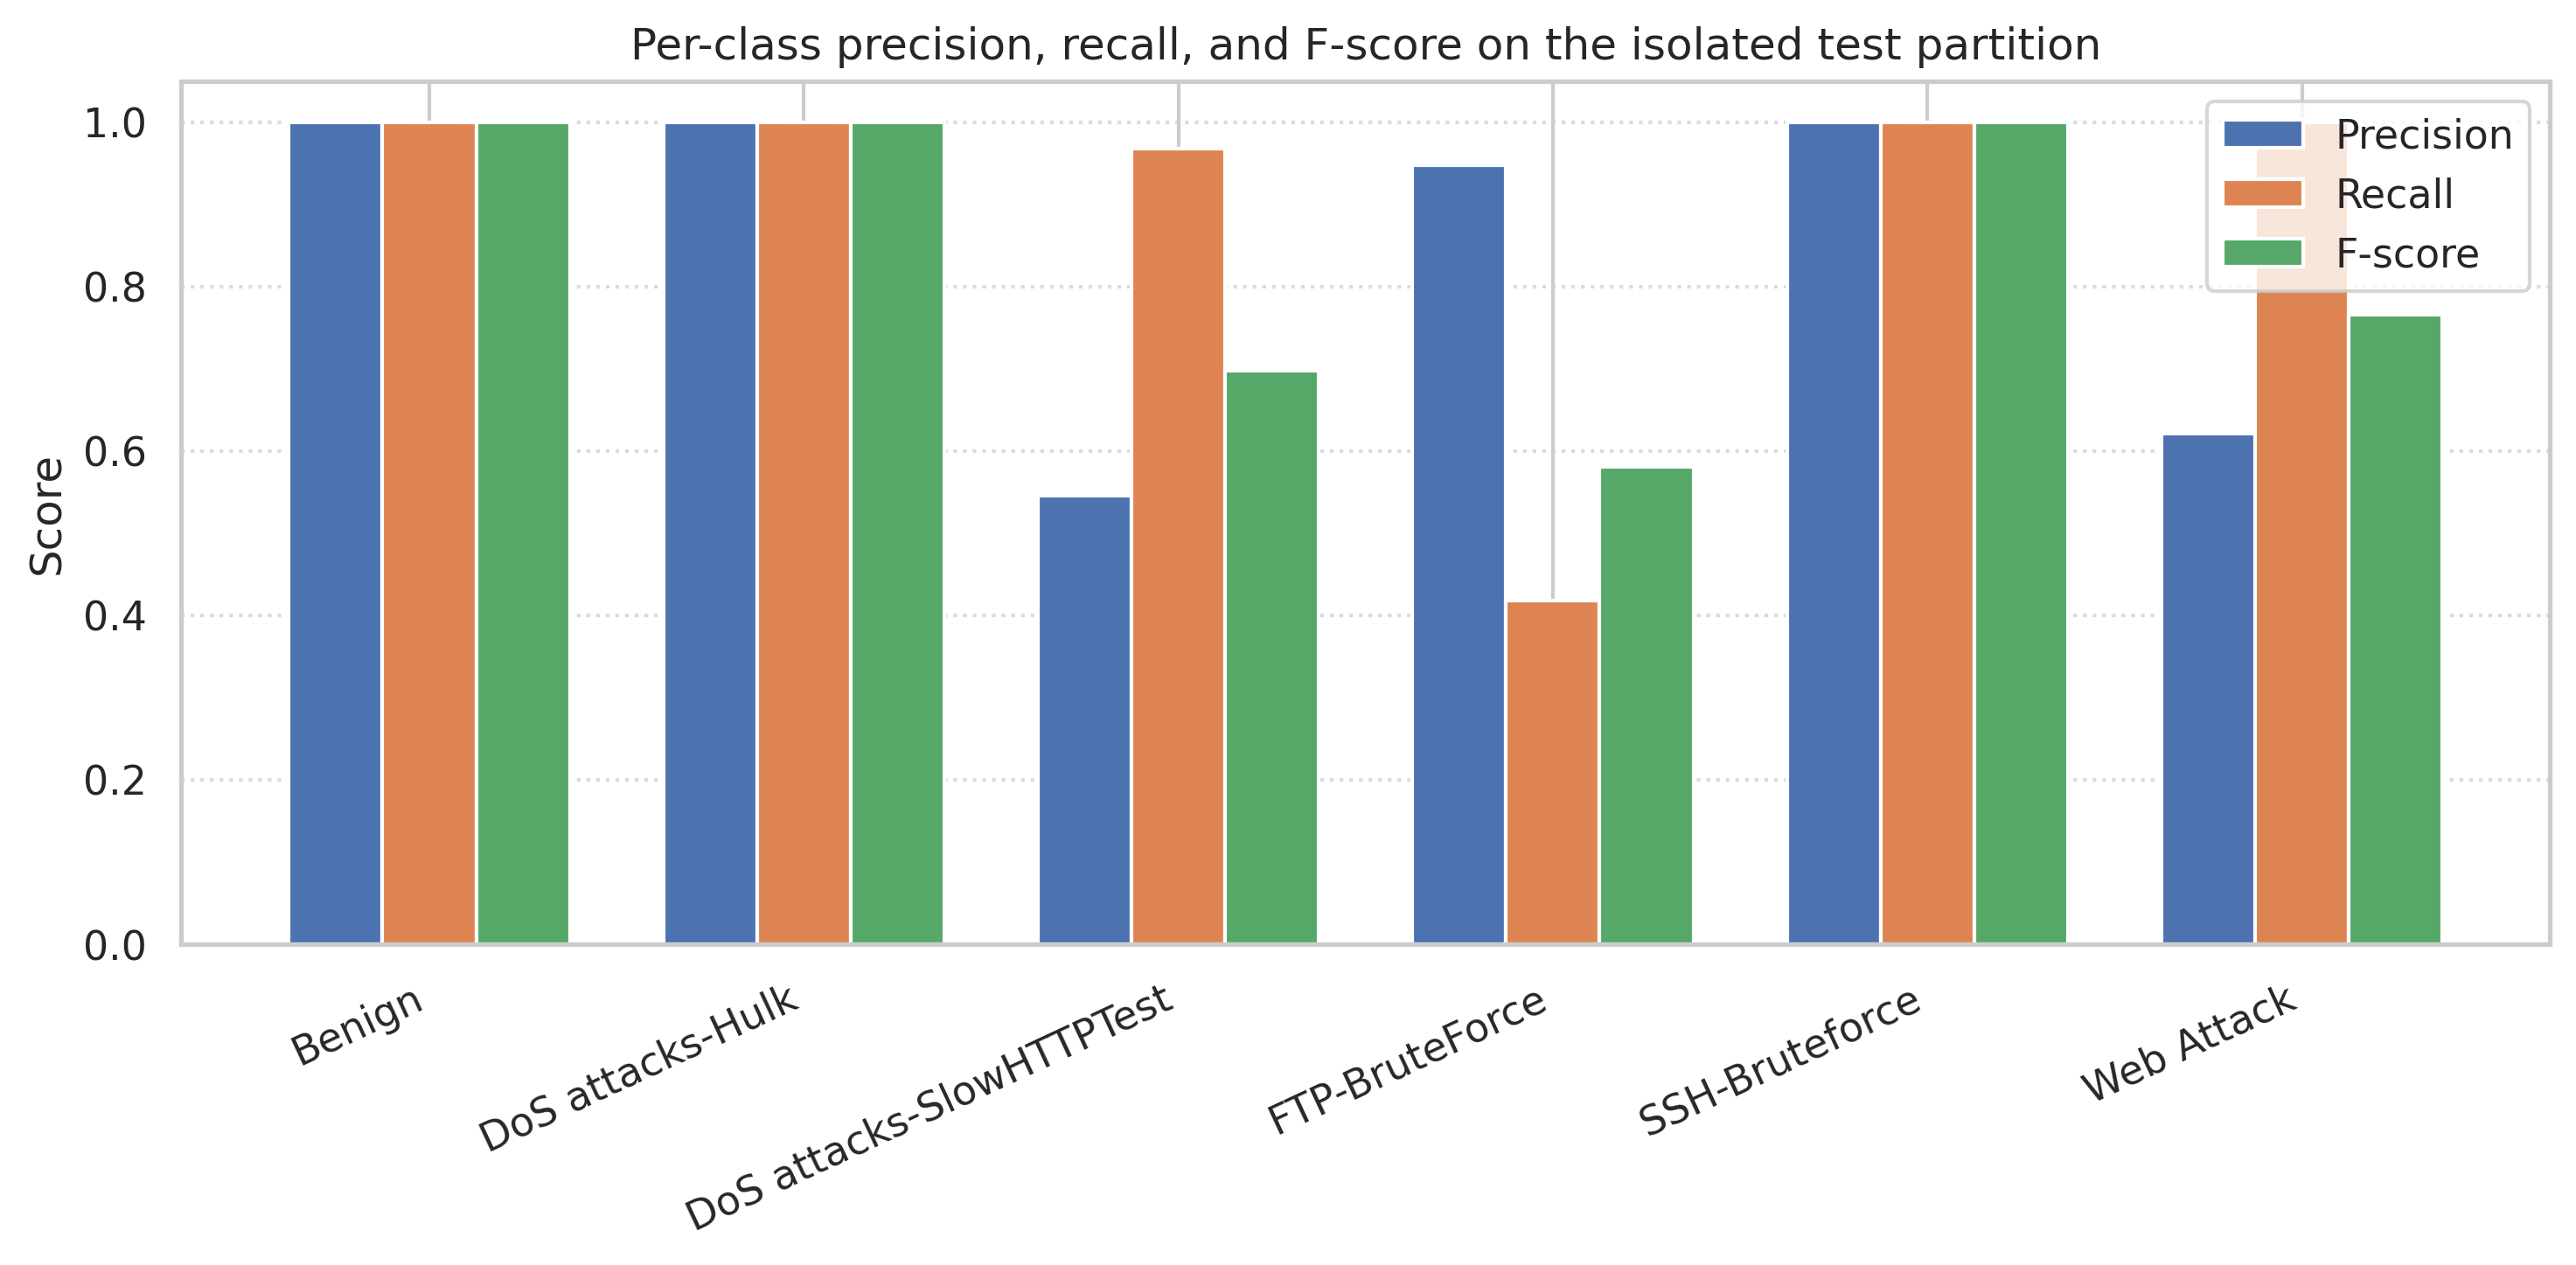 Per-class precision, recall, and F-score on the isolated test partition
Precision
Recall
F-score
Score
1.0
0.8
0.6
0.4
0.2
0.0
Benign
DoS attacks-Hulk
DoS attacks-SlowHTTPTest
FTP-BruteForce
SSH-Bruteforce
Web Attack